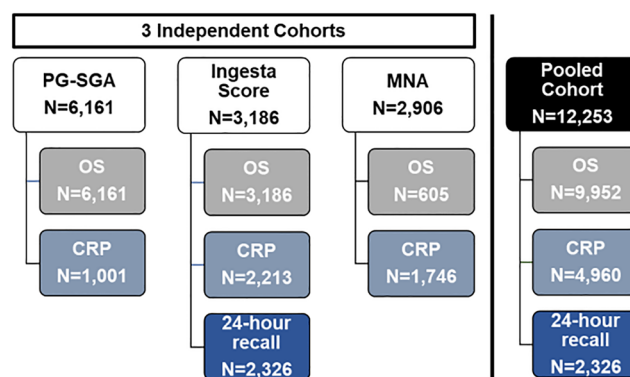 3 Independent Cohorts
PG-SGA
N=6,161
OS
N=6,161
CRP
N=1,001
Ingesta
Score
N=3,186
OS
N=3,186
CRP
N=2,213
24-hour
recall
N=2,326
MNA
N=2,906
OS
N=605
CRP
N=1,746
Pooled
Cohort
N=12,253
OS
N=9,952
CRP
N=4,960
24-hour
recall
N=2,326